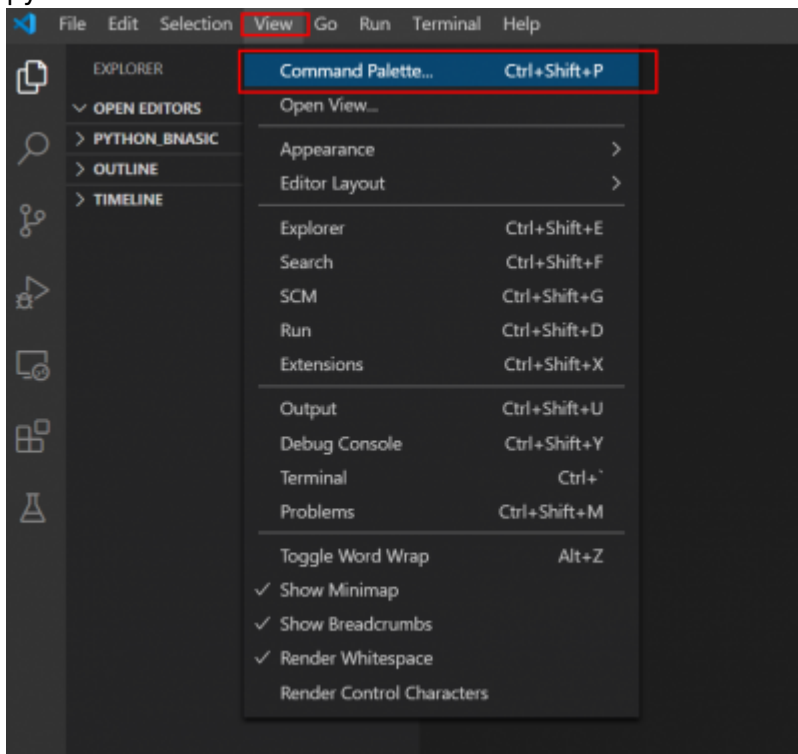 py
File Edit Selection View Go Run Terminal Help
EXPLORER
OPEN EDITORS
PYTHON_BNASIC
OUTLINE
TIMELINE
Command Palette... Ctrl+Shift+P
Open View...
Appearance
Editor Layout
Explorer Ctrl+Shift+E
Search Ctrl+Shift+F
SCM Ctrl+Shift+G
Run Ctrl+Shift+D
Extensions Ctrl+Shift+X
Output Ctrl+Shift+U
Debug Console Ctrl+Shift+Y
Terminal Ctrl+`
Problems Ctrl+Shift+M
Toggle Word Wrap Alt+Z
Show Minimap
Show Breadcrumbs
Render Whitespace
Render Control Characters